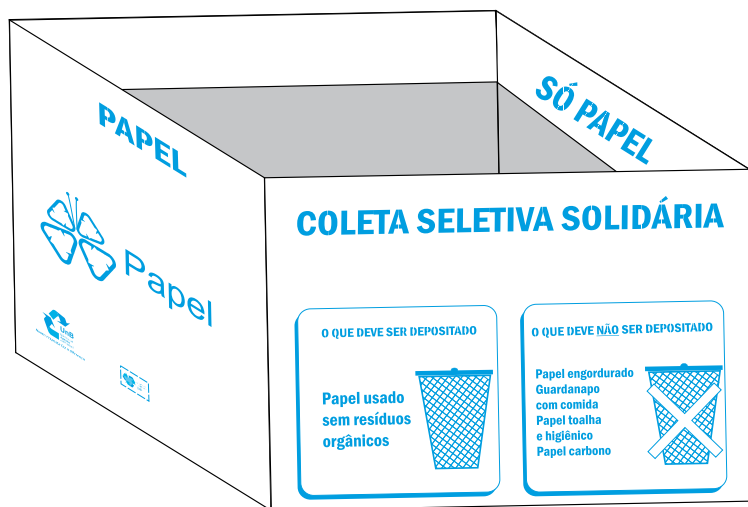 PAPEL
SÓ PAPEL
Papel
UnB
COLETA SELETIVA SOLIDÁRIA
O QUE DEVE SER DEPOSITADO
Papel usado
sem resíduos
orgânicos
O QUE DEVE NÃO SER DEPOSITADO
Papel engordurado
Guardanapo
com comida
Papel toalha
e higiênico
Papel carbono